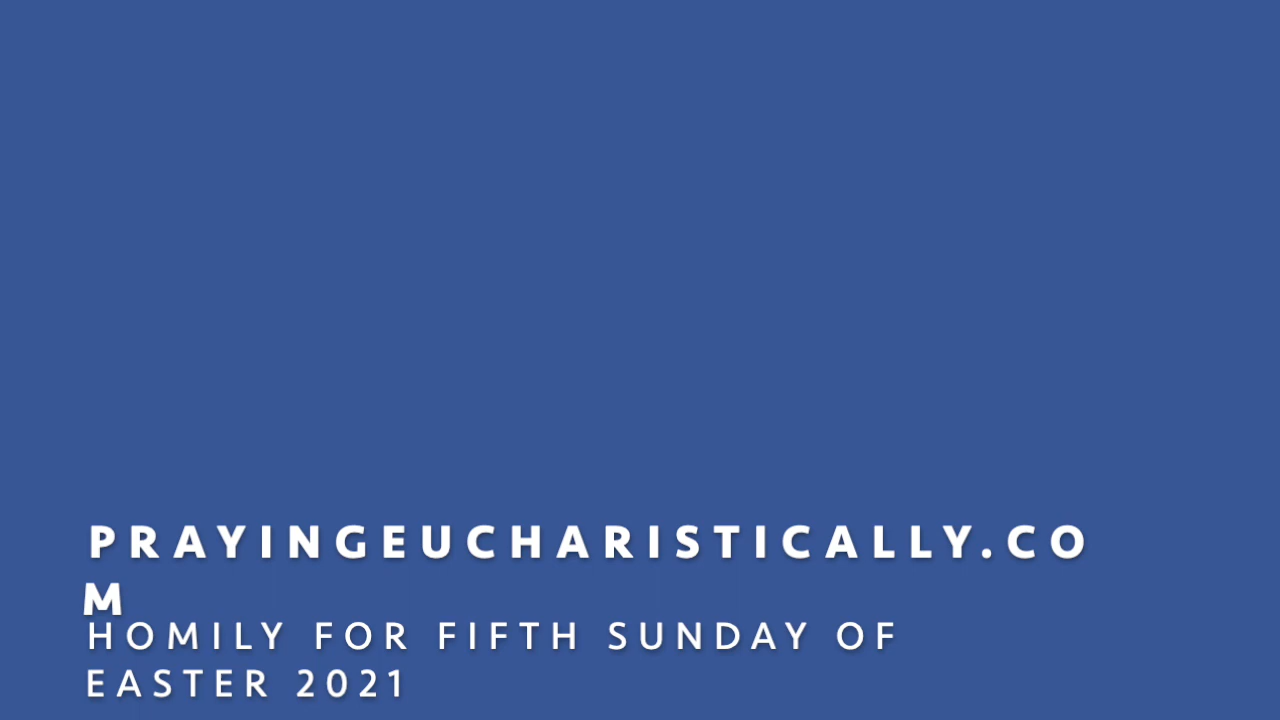 PRAYINGEUCHARISTICALLY.CO
M
HOMILY FOR FIFTH SUNDAY OF
EASTER 2021